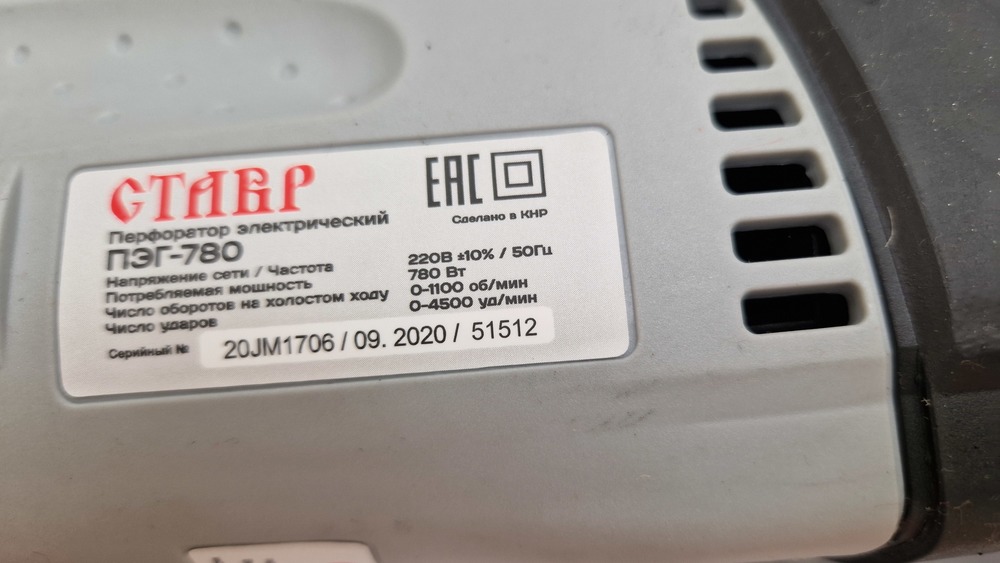 СТАВР
ЕАС
Сделано в КНР
Перфоратор электрический
ПЭГ-780
Напряжение сети / Частота 220В ±10% / 50Гц
Потребляемая мощность 780 Вт
Число оборотов на холостом ходу 0-1100 об/мин
Число ударов 0-4500 уд/мин
Серийный № 20JM1706 / 09. 2020 / 51512